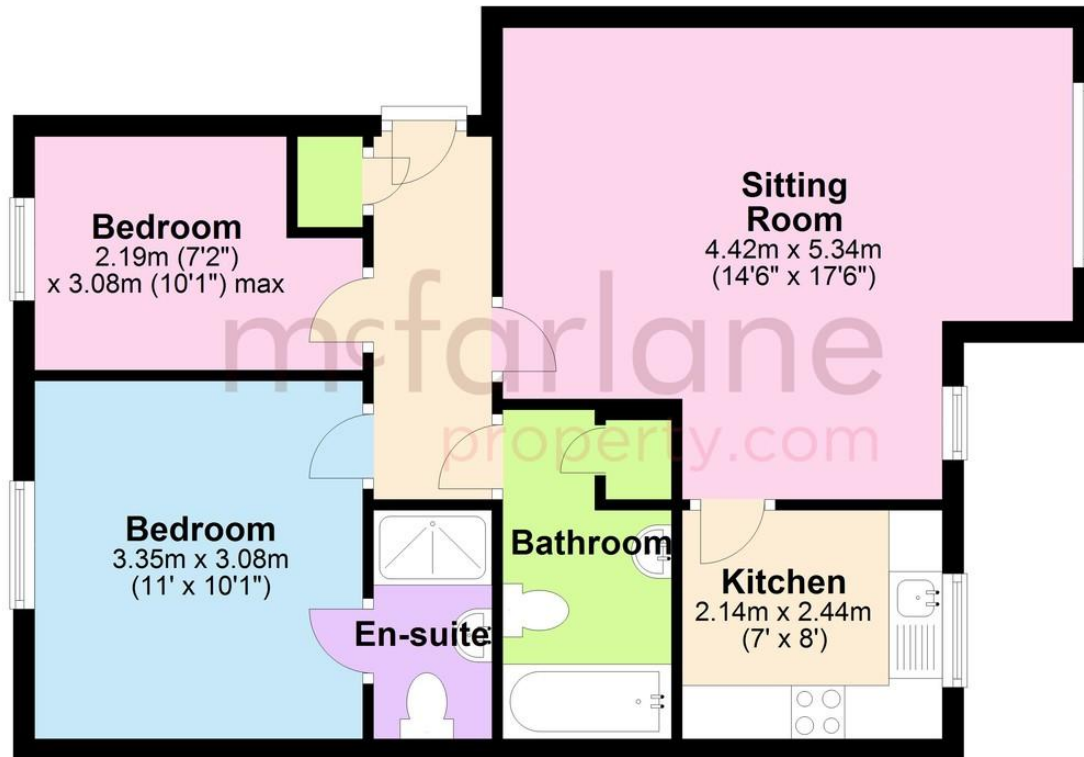 Sitting
Room
4.42m x 5.34m
(14'6" x 17'6")
Bedroom
2.19m (7'2")
x 3.08m (10'1") max
mcfarlane
property.com
Bedroom
3.35m x 3.08m
(11' x 10'1")
Bathroom
Kitchen
2.14m x 2.44m
(7' x 8')
En-suite